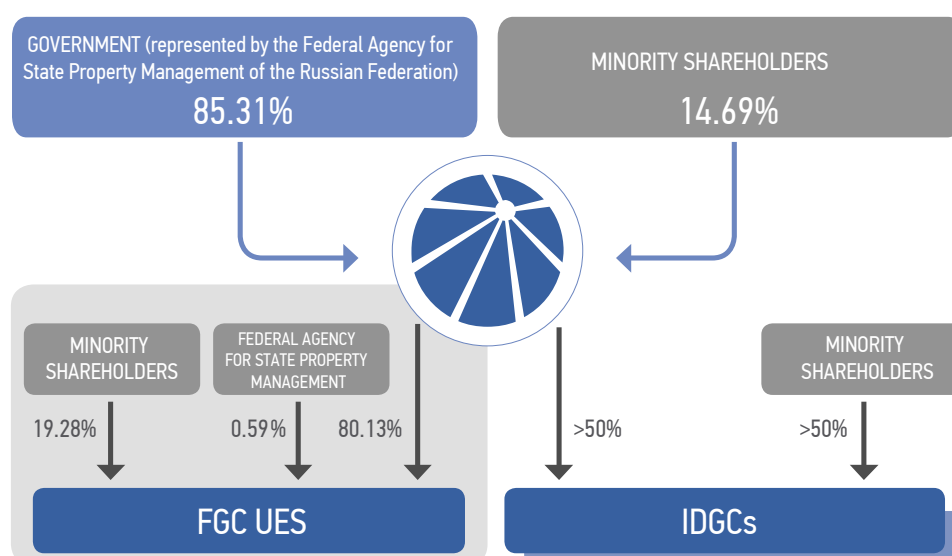 GOVERNMENT (represented by the Federal Agency for
State Property Management of the Russian Federation)
85.31%
MINORITY SHAREHOLDERS
14.69%
MINORITY
SHAREHOLDERS
FEDERAL AGENCY
FOR STATE PROPERTY
MANAGEMENT
MINORITY
SHAREHOLDERS
19.28%
0.59%
80.13%
>50%
>50%
FGC UES
IDGCs